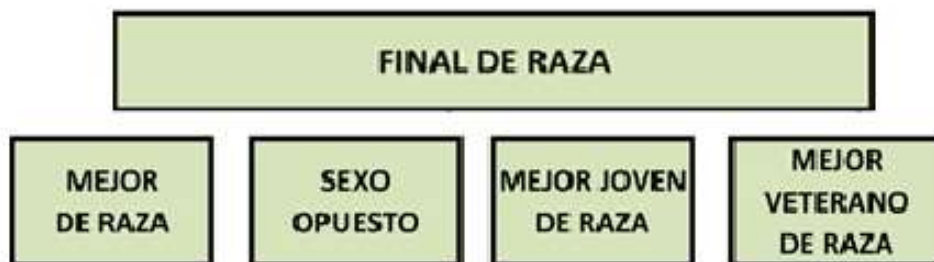 FINAL DE RAZA
MEJOR
DE RAZA
SEXO
OPUESTO
MEJOR JOVEN
DE RAZA
MEJOR
VETERANO
DE RAZA